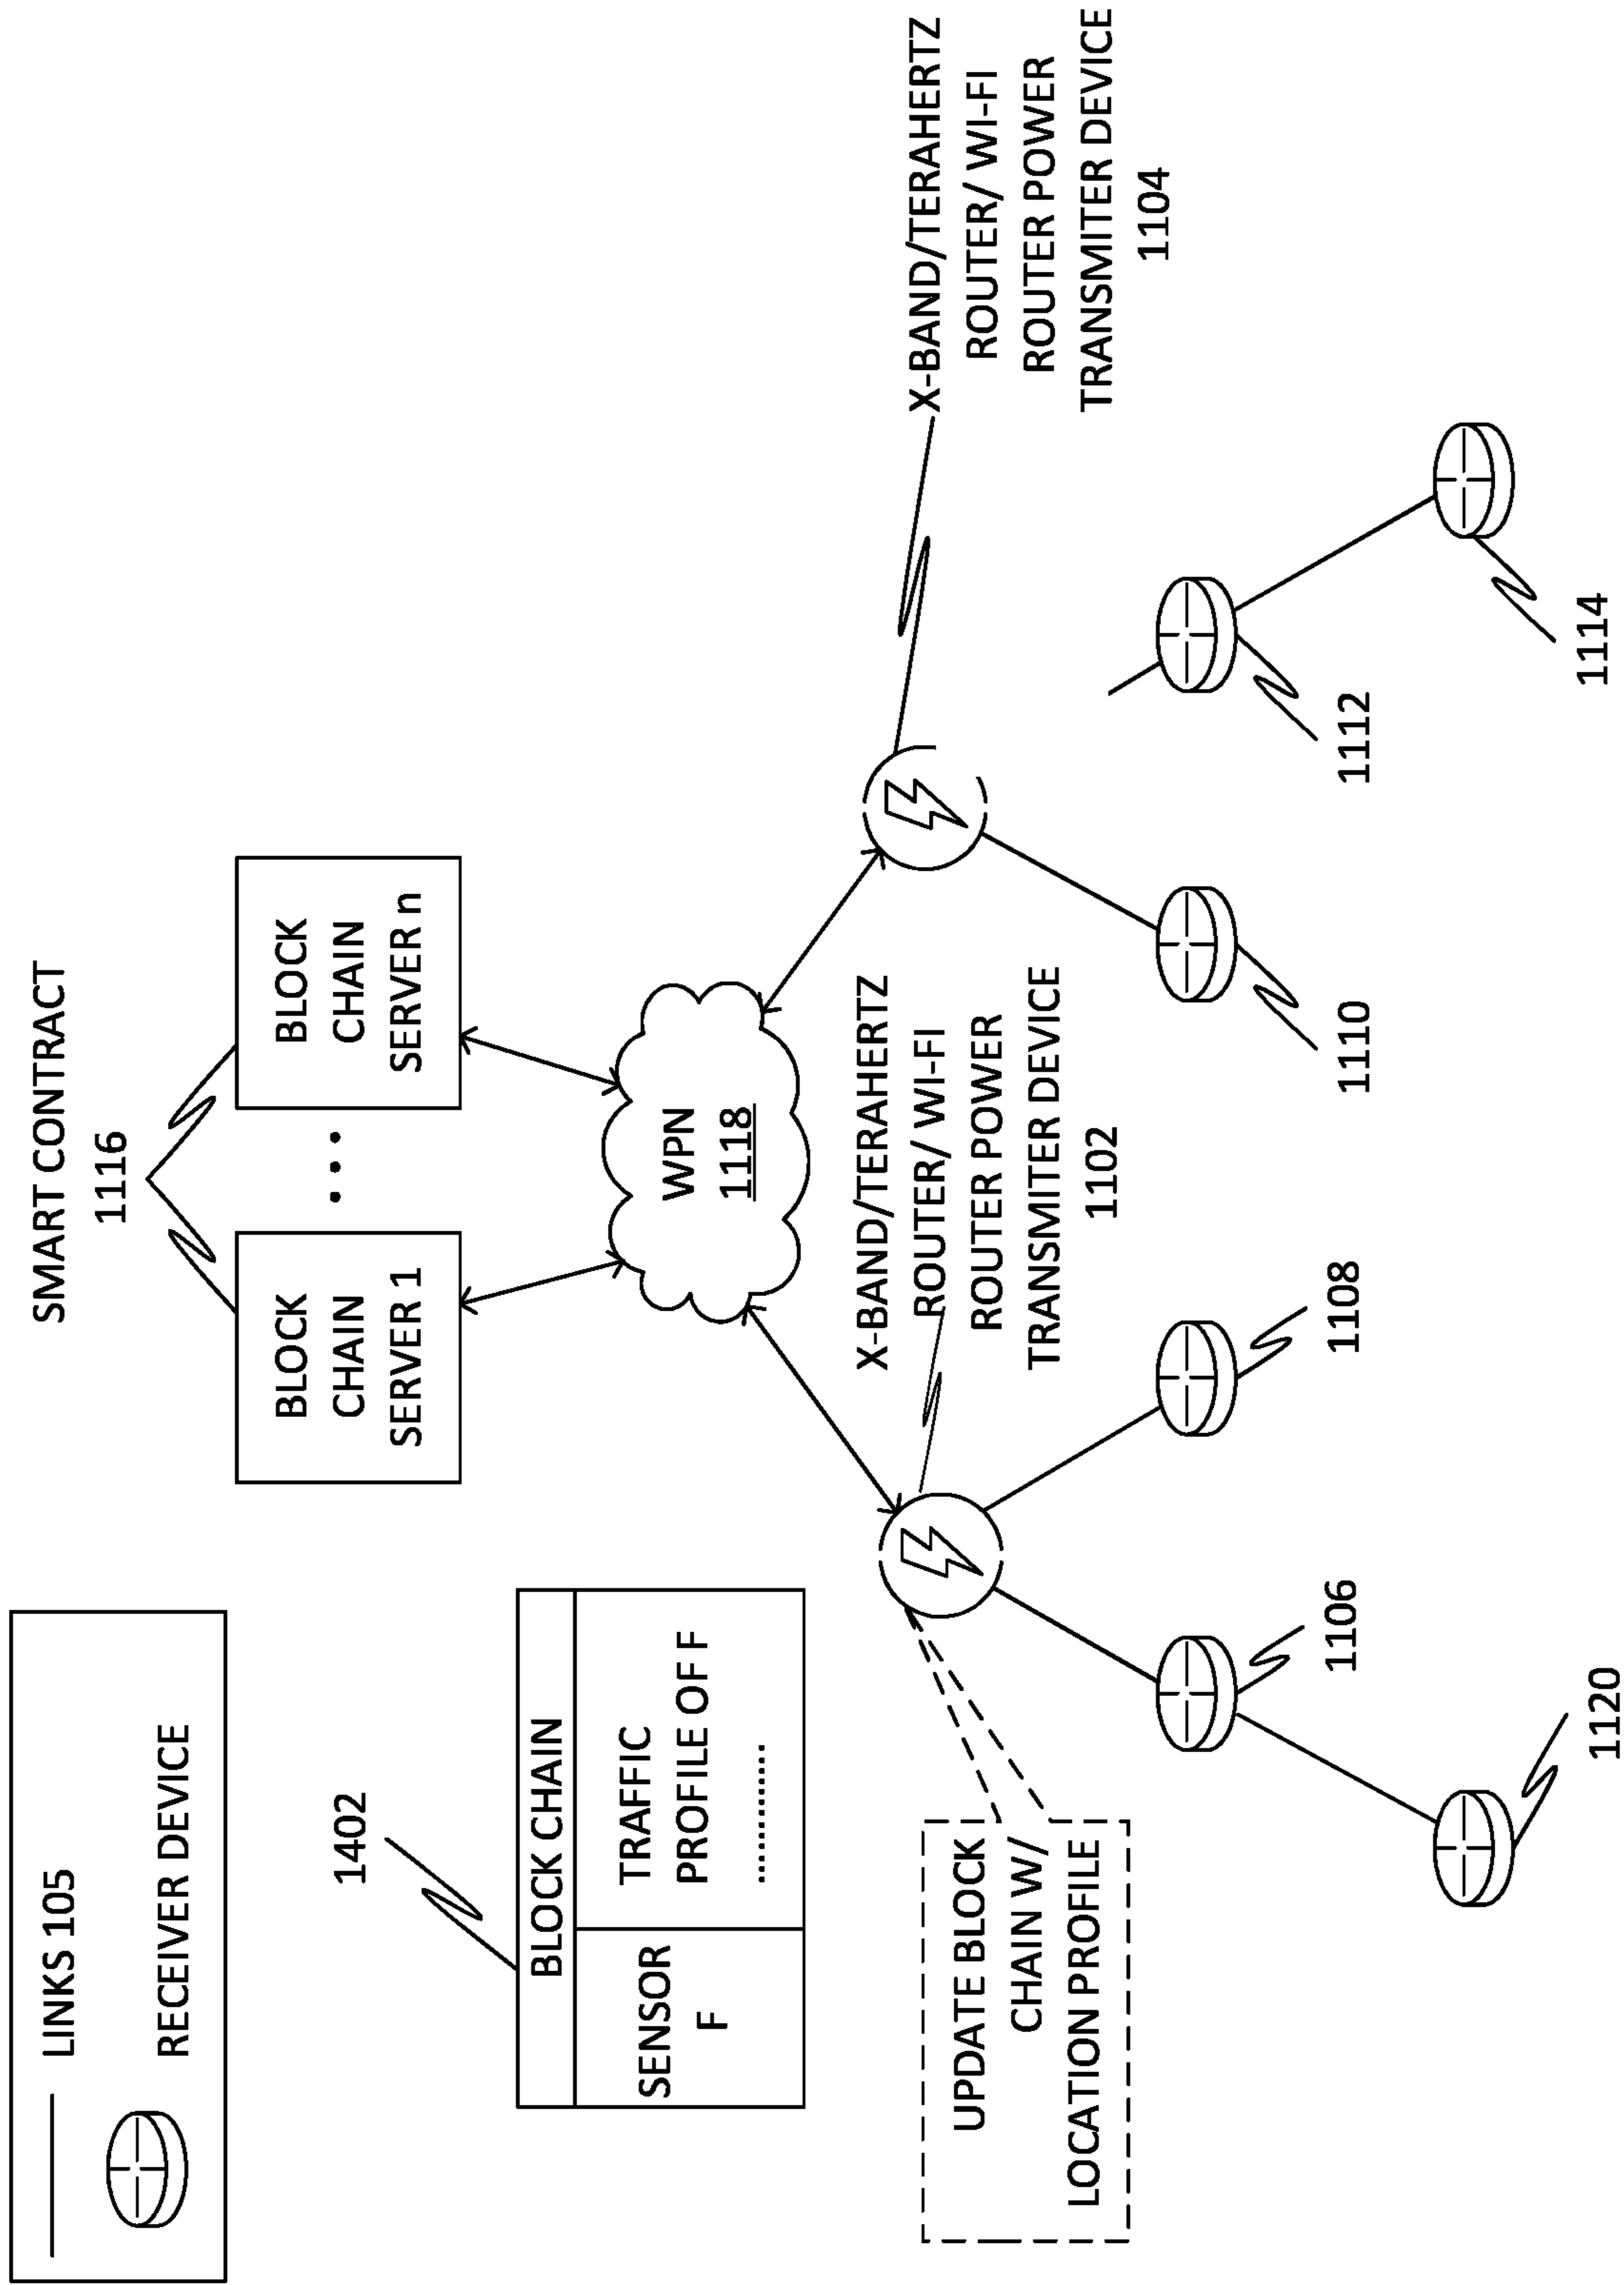 LINKS 105
RECEIVER DEVICE
SMART CONTRACT
1116
BLOCK
CHAIN
SERVER 1
...
BLOCK
CHAIN
SERVER n
1402
BLOCK CHAIN
SENSOR
F
TRAFFIC
PROFILE OF F
............
WPN
1118
UPDATE BLOCK
CHAIN W/
LOCATION PROFILE
X-BAND/TERAHERTZ
ROUTER/ WI-FI
ROUTER POWER
TRANSMITER DEVICE
1102
X-BAND/TERAHERTZ
ROUTER/ WI-FI
ROUTER POWER
TRANSMITER DEVICE
1104
1106
1108
1110
1112
1120
1114